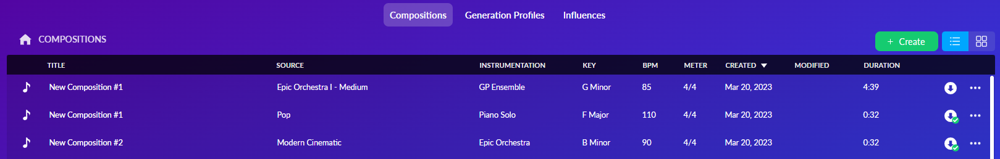 Compositions Generation Profiles Influences
COMPOSITIONS + Create
TITLE SOURCE INSTRUMENTATION KEY BPM METER CREATED MODIFIED DURATION
New Composition #1 Epic Orchestra I - Medium GP Ensemble G Minor 85 4/4 Mar 20, 2023 4:39
New Composition #1 Pop Piano Solo F Major 110 4/4 Mar 20, 2023 0:32
New Composition #2 Modern Cinematic Epic Orchestra B Minor 90 4/4 Mar 20, 2023 0:32